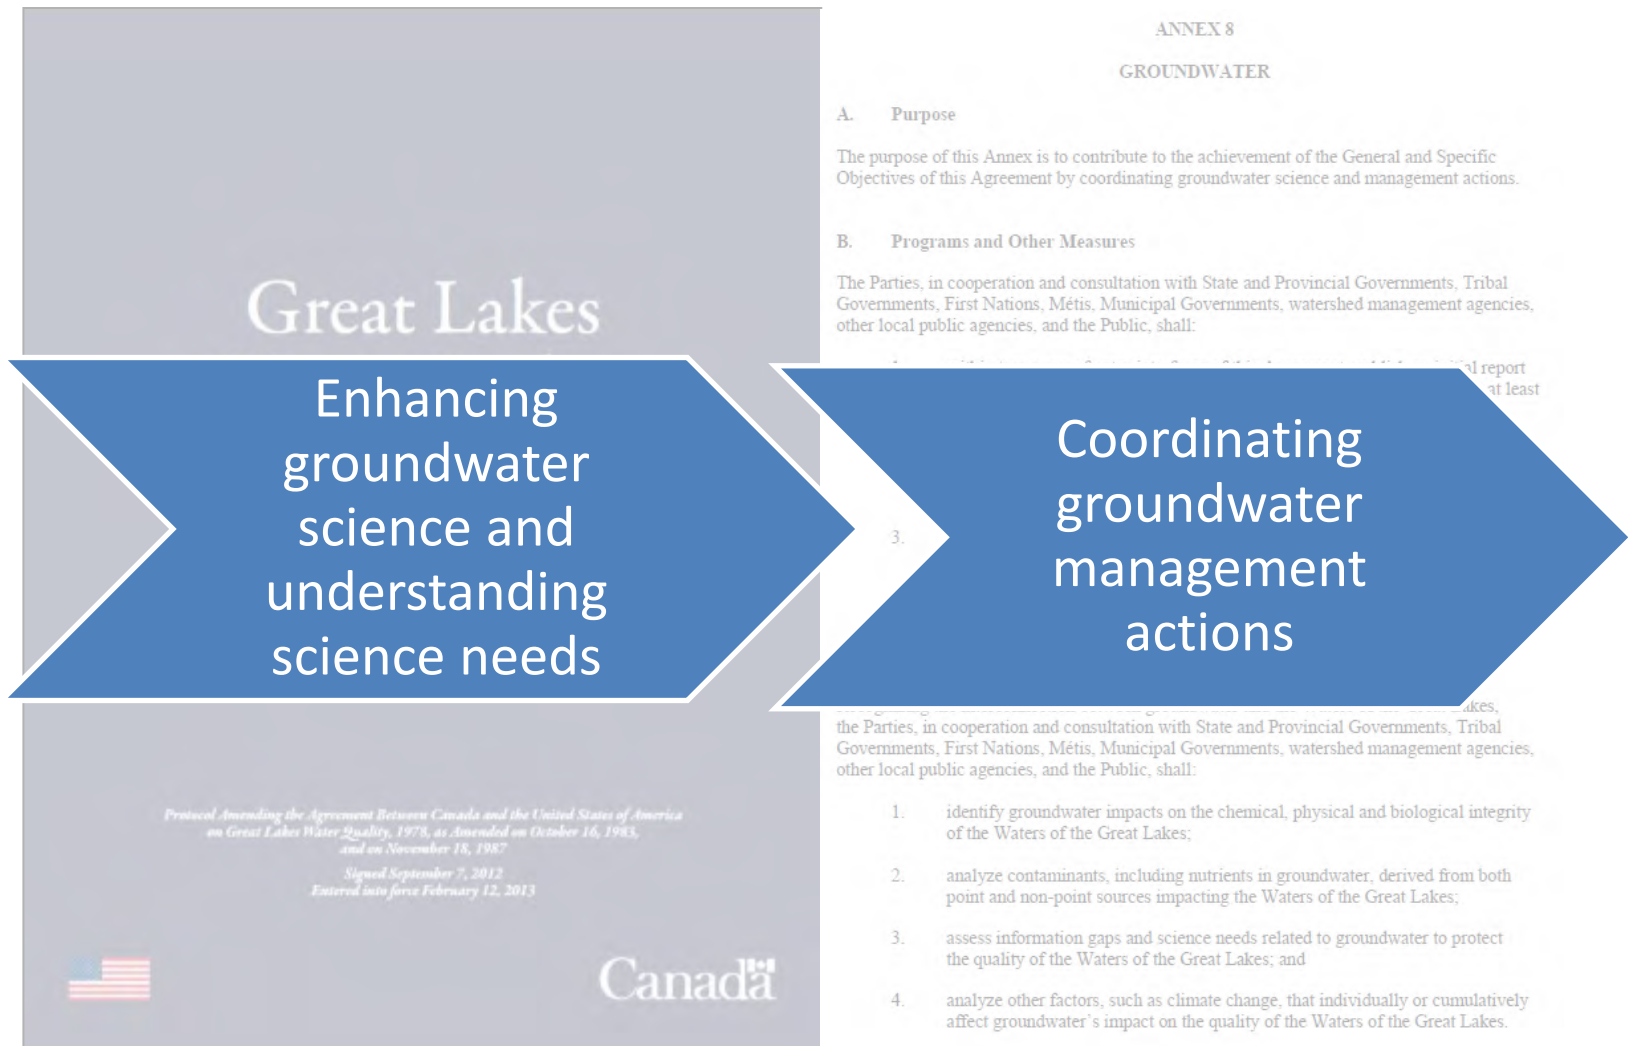 Great Lakes
Enhancing
groundwater
science and
understanding
science needs
Protocol Amending the Agreement Between Canada and the United States of America
on Great Lakes Water Quality, 1978, as Amended on October 16, 1983,
and on November 18, 1987
Signed September 7, 2012
Entered into force February 12, 2013
Canada
ANNEX 8
GROUNDWATER
A. Purpose
The purpose of this Annex is to contribute to the achievement of the General and Specific
Objectives of this Agreement by coordinating groundwater science and management actions.
B. Programs and Other Measures
The Parties, in cooperation and consultation with State and Provincial Governments, Tribal
Governments, First Nations, Métis, Municipal Governments, watershed management agencies,
other local public agencies, and the Public, shall:
report
at least
Coordinating
groundwater
management
actions
3.
the Parties, in cooperation and consultation with State and Provincial Governments, Tribal
Governments, First Nations, Métis, Municipal Governments, watershed management agencies,
other local public agencies, and the Public, shall:
1. identify groundwater impacts on the chemical, physical and biological integrity
of the Waters of the Great Lakes;
2. analyze contaminants, including nutrients in groundwater, derived from both
point and non-point sources impacting the Waters of the Great Lakes;
3. assess information gaps and science needs related to groundwater to protect
the quality of the Waters of the Great Lakes; and
4. analyze other factors, such as climate change, that individually or cumulatively
affect groundwater's impact on the quality of the Waters of the Great Lakes.